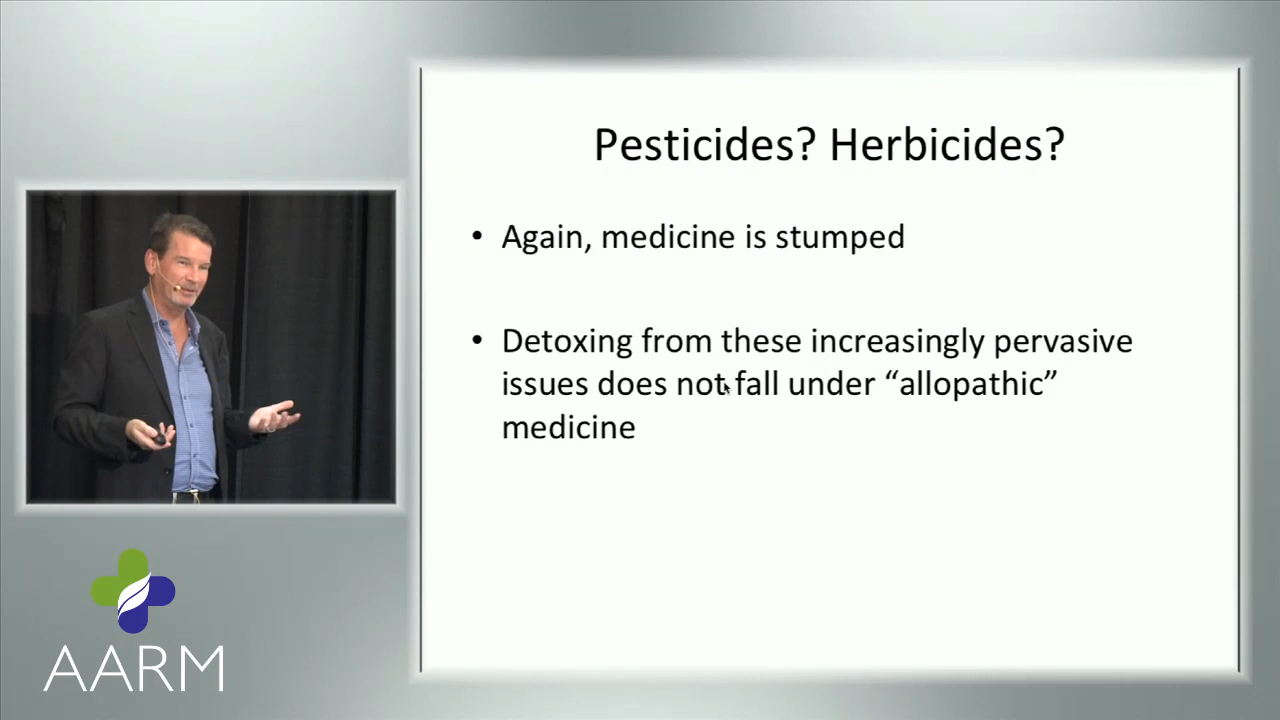 Pesticides? Herbicides?
• Again, medicine is stumped
• Detoxing from these increasingly pervasive
issues does not fall under “allopathic”
medicine
AARM